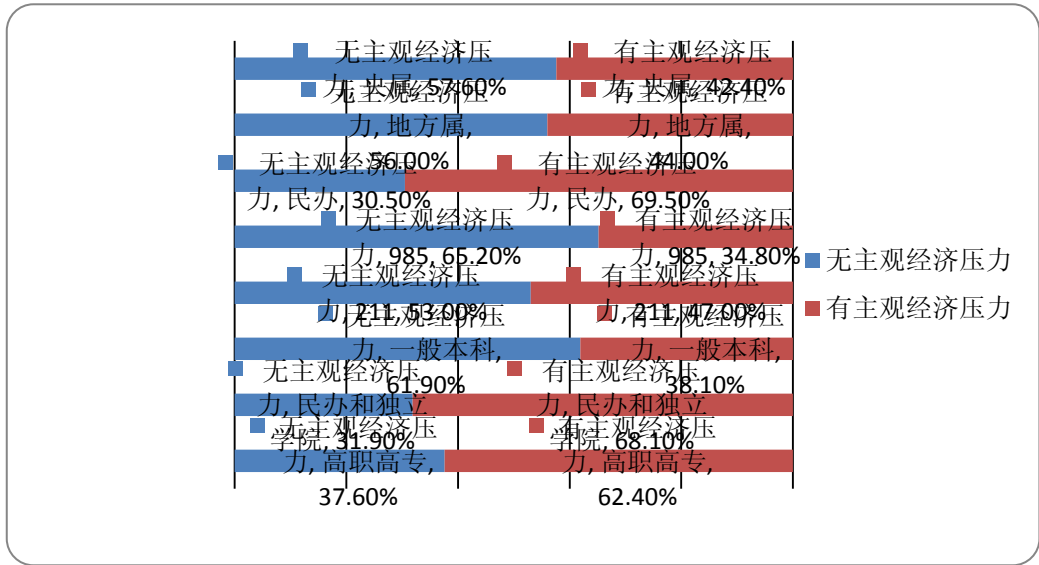 无主观经济压
力, 央属, 57.60%
有主观经济压
力, 央属, 42.40%
无主观经济压
力, 地方属,
56.00%
有主观经济压
力, 地方属,
44.00%
无主观经济压
力, 民办, 30.50%
有主观经济压
力, 民办, 69.50%
无主观经济压
力, 985, 65.20%
有主观经济压
力, 985, 34.80%
无主观经济压
力, 211, 53.00%
有主观经济压
力, 211, 47.00%
无主观经济压
力, 一般本科,
61.90%
有主观经济压
力, 一般本科,
38.10%
无主观经济压
力, 民办和独立
学院, 31.90%
有主观经济压
力, 民办和独立
学院, 68.10%
无主观经济压
力, 高职高专,
37.60%
有主观经济压
力, 高职高专,
62.40%
无主观经济压力
有主观经济压力